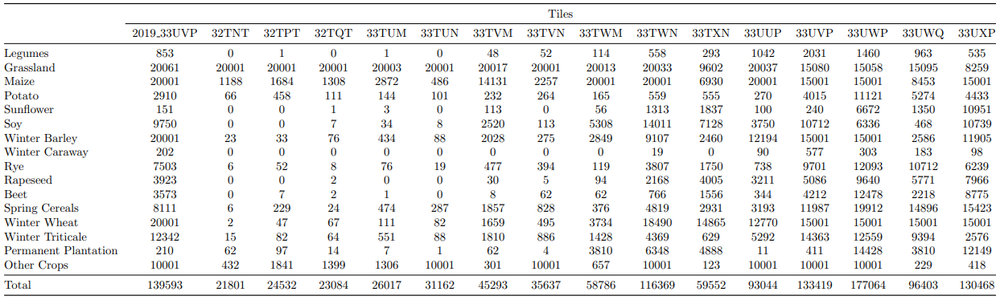 Tiles
2019_33UVP 32TNT 32TPT 32TQT 33TUM 33TUN 33TVM 33TVN 33TWM 33TWN 33TXN 33UUP 33UVP 33UWP 33UWQ 33UXP
Legumes 853 0 1 0 1 0 48 52 114 558 293 1042 2031 1460 963 535
Grassland 20061 20001 20001 20001 20003 20001 20017 20001 20013 20033 9602 20037 15080 15058 15095 8259
Maize 20001 1188 1684 1308 2872 486 14131 2257 20001 20001 6930 20001 15001 15001 8453 15001
Potato 2910 66 458 111 144 101 232 264 165 559 555 270 4015 11121 5274 4433
Sunflower 151 0 0 1 3 0 113 0 56 1313 1837 100 240 6672 1350 10951
Soy 9750 0 0 7 34 8 2520 113 5308 14011 7128 3750 10712 6336 468 10739
Winter Barley 20001 23 33 76 434 88 2028 275 2849 9107 2460 12194 15001 15001 2586 11905
Winter Caraway 202 0 0 0 0 0 0 0 0 19 0 90 577 303 183 98
Rye 7503 6 52 8 76 19 477 394 119 3807 1750 738 9701 12093 10712 6239
Rapeseed 3923 0 0 2 0 0 30 5 94 2168 4005 3211 5086 9640 5771 7966
Beet 3573 0 7 2 1 0 8 62 62 766 1556 344 4212 12478 2218 8775
Spring Cereals 8111 6 229 24 474 287 1857 828 376 4819 2931 3193 11987 19912 14896 15423
Winter Wheat 20001 2 47 67 111 82 1659 495 3734 18490 14865 12770 15001 15001 15001 15001
Winter Triticale 12342 15 82 64 551 88 1810 886 1428 4369 629 5292 14363 12559 9394 2576
Permanent Plantation 210 62 97 14 7 1 62 4 3810 6348 4888 11 411 14428 3810 12149
Other Crops 10001 432 1841 1399 1306 10001 301 10001 657 10001 123 10001 10001 10001 229 418
Total 139593 21801 24532 23084 26017 31162 45293 35637 58786 116369 59552 93044 133419 177064 96403 130468